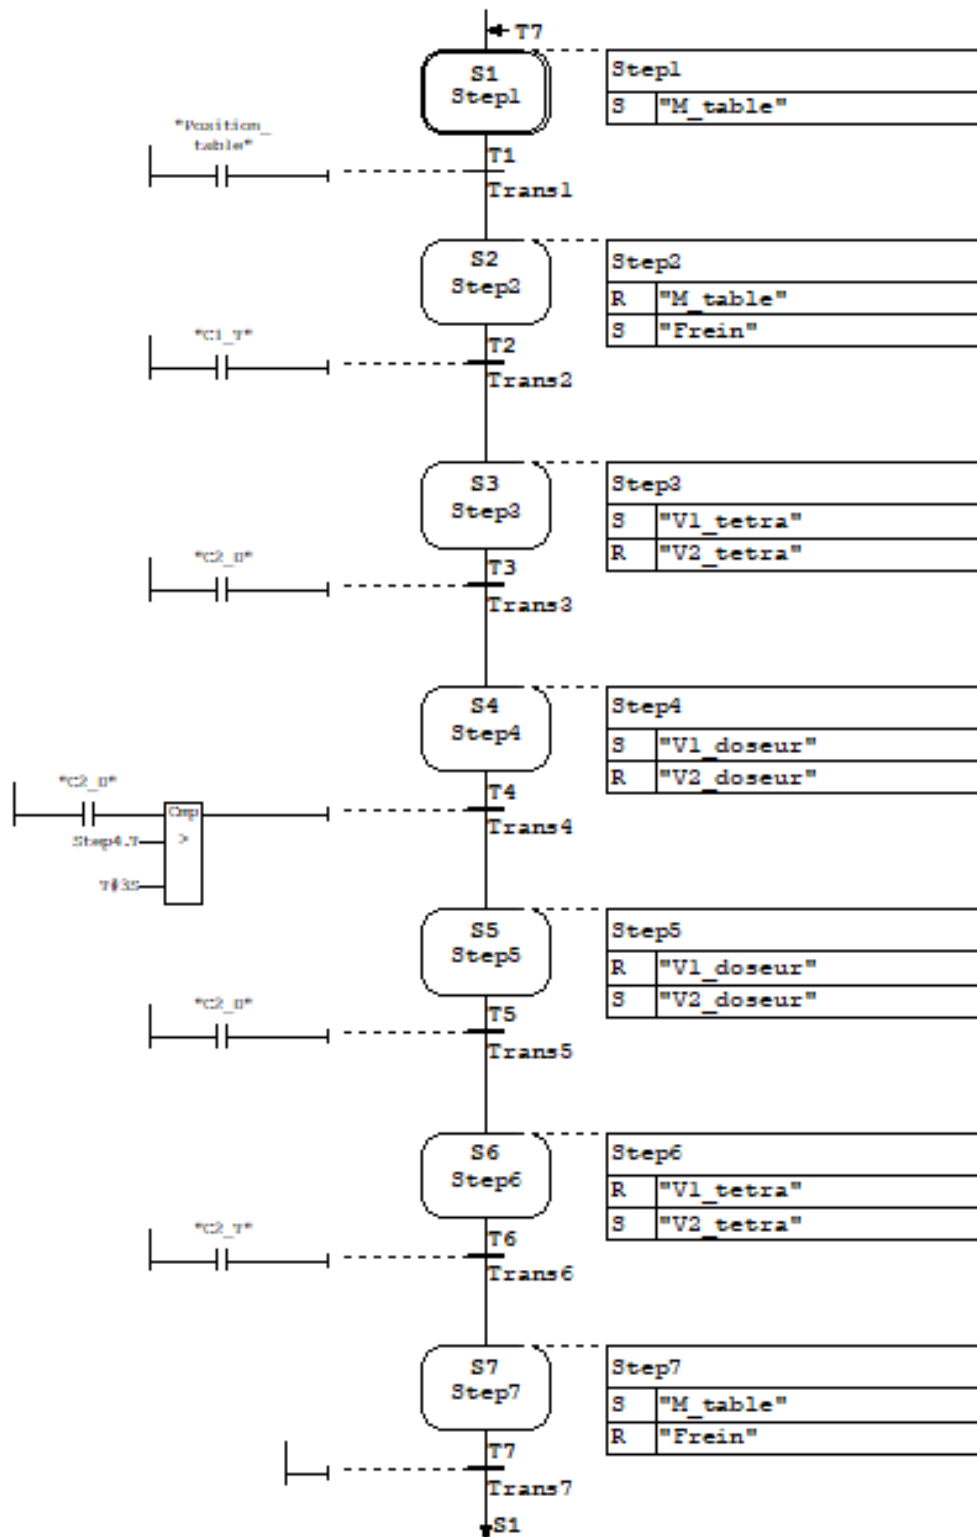 T7
S1
Step1
Step1
S "M_table"
"Position_
table"
T1
Trans1
S2
Step2
Step2
R "M_table"
S "Frein"
"C1_T"
T2
Trans2
S3
Step3
Step3
S "V1_tetra"
R "V2_tetra"
T3
Trans3
S4
Step4
Step4
S "V1_doseur"
R "V2_doseur"
Cmp
>
Step4.T
T#3S
T4
Trans4
S5
Step5
Step5
R "V1_doseur"
S "V2_doseur"
T5
Trans5
S6
Step6
Step6
R "V1_tetra"
S "V2_tetra"
"C2_T"
T6
Trans6
S7
Step7
Step7
S "M_table"
R "Frein"
T7
Trans7
S1